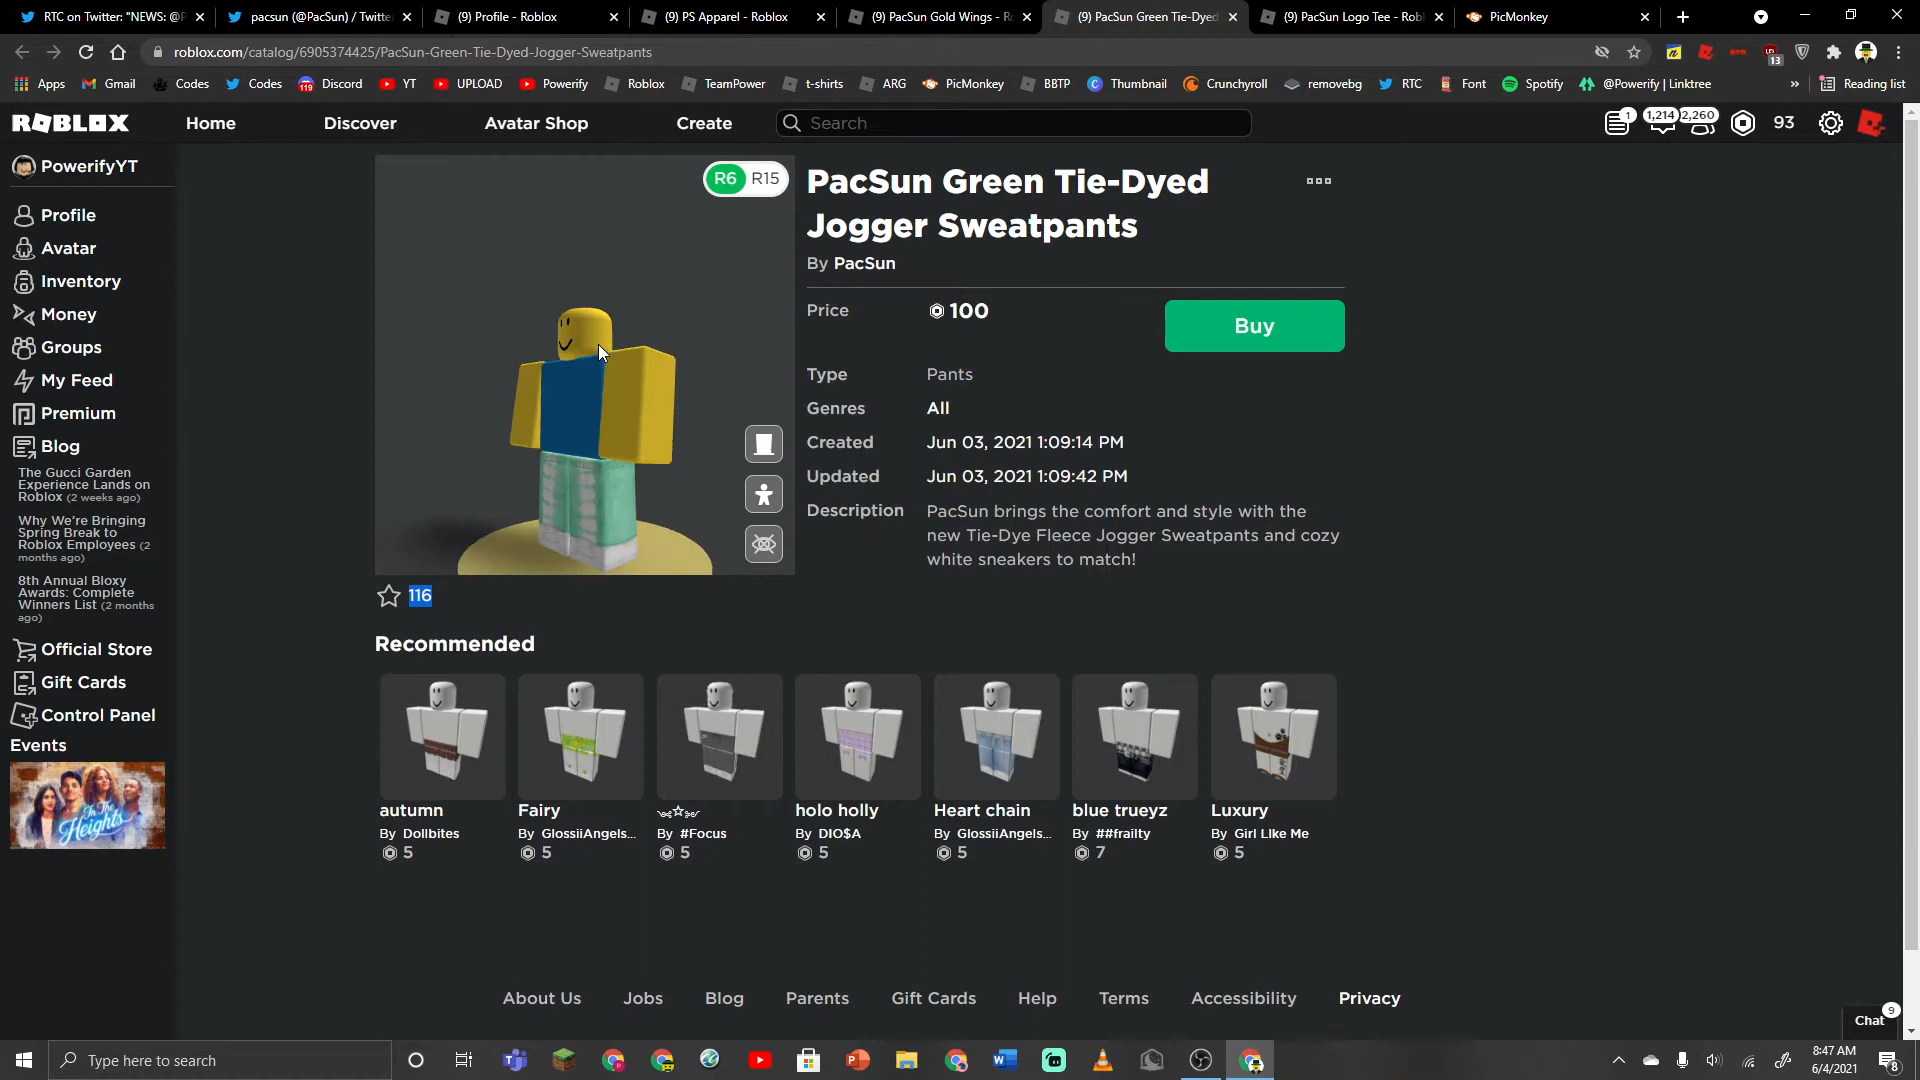 RTC on Twitter: "NEWS: @P
pacsun (@PacSun) / Twitte
(9) Profile - Roblox
(9) PS Apparel - Roblox
(9) PacSun Gold Wings - Ro
(9) PacSun Green Tie-Dyed
(9) PacSun Logo Tee - Robl
PicMonkey
roblox.com/catalog/6905374425/PacSun-Green-Tie-Dyed-Jogger-Sweatpants
13
Apps
Gmail
Codes
Codes
119
Discord
YT
UPLOAD
Powerify
Roblox
TeamPower
t-shirts
ARG
PicMonkey
BBTP
Thumbnail
Crunchyroll
removebg
RTC
Font
Spotify
@Powerify | Linktree
»
Reading list
ROBLOX
Home
Discover
Avatar Shop
Create
Search
1
1,214
2,260
93
PowerifyYT
Profile
Avatar
Inventory
Money
Groups
My Feed
Premium
Blog
The Gucci Garden
Experience Lands on
Roblox (2 weeks ago)
Why We're Bringing
Spring Break to
Roblox Employees (2
months ago)
8th Annual Bloxy
Awards: Complete
Winners List (2 months
ago)
Official Store
Gift Cards
Control Panel
Events
In The
Heights
R6 R15
116
PacSun Green Tie-Dyed
Jogger Sweatpants
By PacSun
Price
100
Buy
Type
Pants
Genres
All
Created
Jun 03, 2021 1:09:14 PM
Updated
Jun 03, 2021 1:09:42 PM
Description
PacSun brings the comfort and style with the
new Tie-Dye Fleece Jogger Sweatpants and cozy
white sneakers to match!
Recommended
autumn
By Dollbites
5
Fairy
By GlossiiAngels...
5
By #Focus
5
holo holly
By DIO$A
5
Heart chain
By GlossiiAngels...
5
blue trueyz
By ##frailty
7
Luxury
By Girl LIke Me
5
About Us
Jobs
Blog
Parents
Gift Cards
Help
Terms
Accessibility
Privacy
Chat
9
Type here to search
8:47 AM
6/4/2021
8